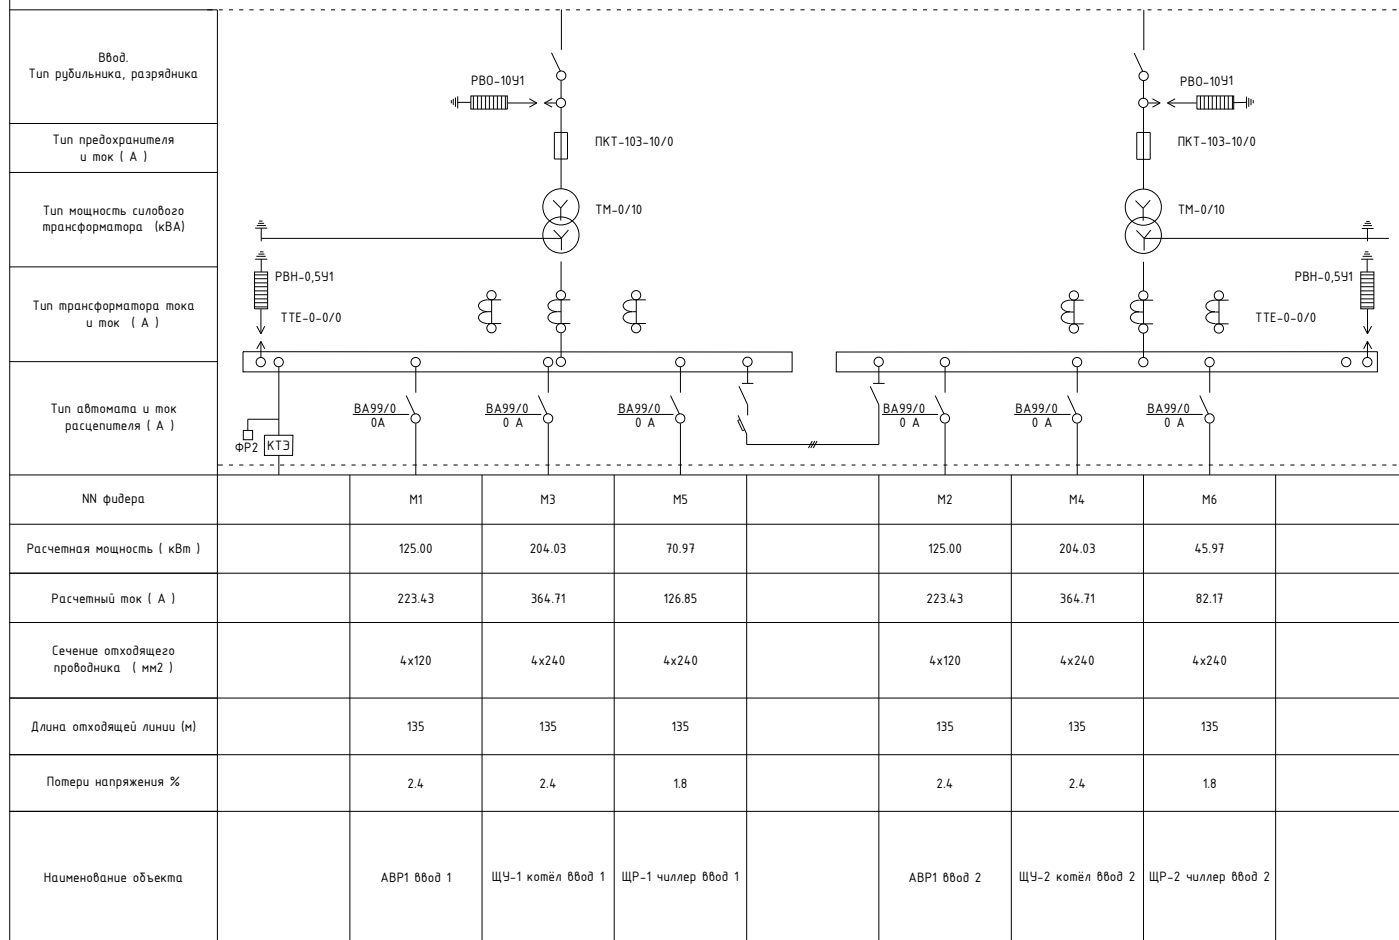 Ввод.
Тип рубильника, разрядника
РВО-10У1
РВО-10У1
Тип предохранителя
и ток ( А )
ПКТ-103-10/0
ПКТ-103-10/0
Тип мощность силового
трансформатора (кВА)
ТМ-0/10
ТМ-0/10
РВН-0,5У1
РВН-0,5У1
Тип трансформатора тока
и ток ( А )
ТТЕ-0-0/0
ТТЕ-0-0/0
Тип автомата и ток
расцепителя ( А )
ВА99/0
0А
ВА99/0
0 А
ВА99/0
0 А
ВА99/0
0 А
ВА99/0
0 А
ВА99/0
0 А
ФР2
КТЭ
NN фидера М1 М3 М5 М2 М4 М6
Расчетная мощность ( кВт ) 125.00 204.03 70.97 125.00 204.03 45.97
Расчетный ток ( А ) 223.43 364.71 126.85 223.43 364.71 82.17
Сечение отходящего
проводника ( мм2 )
4х120 4х240 4х240 4х120 4х240 4х240
Длина отходящей линии (м) 135 135 135 135 135 135
Потери напряжения % 2.4 2.4 1.8 2.4 2.4 1.8
Наименование объекта АВР1 ввод 1 ЩУ-1 котёл ввод 1 ЩР-1 чиллер ввод 1 АВР1 ввод 2 ЩУ-2 котёл ввод 2 ЩР-2 чиллер ввод 2